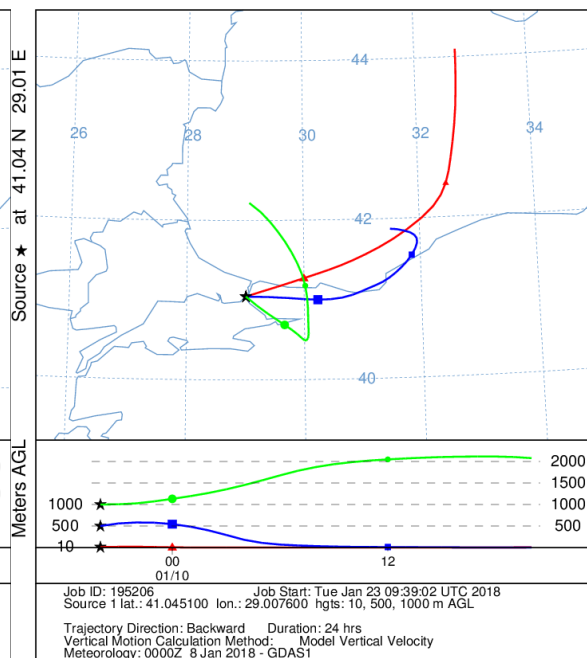 Source ★ at 41.04 N 29.01 E
44
26
28
30
32
34
42
40
Meters AGL
2000
1500
1000
1000
500
500
10
00
12
01/10
Job ID: 195206 Job Start: Tue Jan 23 09:39:02 UTC 2018
Source 1 lat.: 41.045100 lon.: 29.007600 hgts: 10, 500, 1000 m AGL
Trajectory Direction: Backward Duration: 24 hrs
Vertical Motion Calculation Method: Model Vertical Velocity
Meteorology: 0000Z 8 Jan 2018 - GDAS1